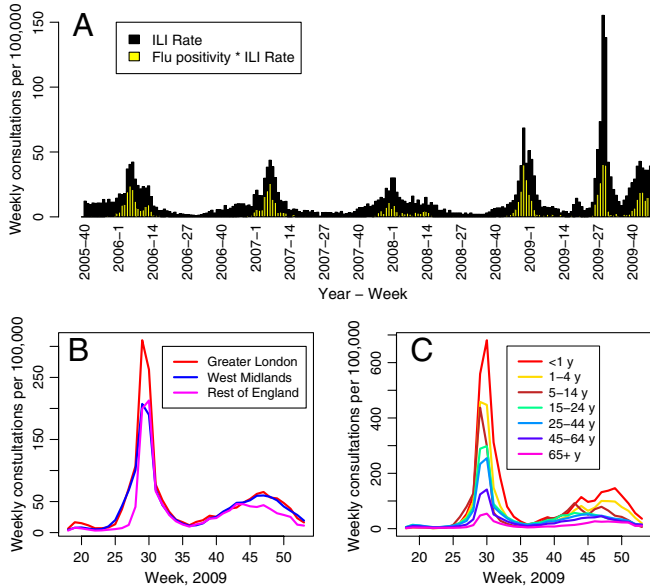 A
ILI Rate
Flu positivity * ILI Rate
Weekly consultations per 100,000
150
100
50
0
2005−40 2006−1 2006−14 2006−27 2006−40 2007−1 2007−14 2007−27 2007−40 2008−1 2008−14 2008−27 2008−40 2009−1 2009−14 2009−27 2009−40
Year − Week
B
Greater London
West Midlands
Rest of England
Weekly constultations per 100,000
250
150
50
0
20 25 30 35 40 45 50
Week, 2009
C
<1 y
1−4 y
5−14 y
15−24 y
25−44 y
45−64 y
65+ y
Weekly consultations per 100,000
600
400
200
0
20 25 30 35 40 45 50
Week, 2009